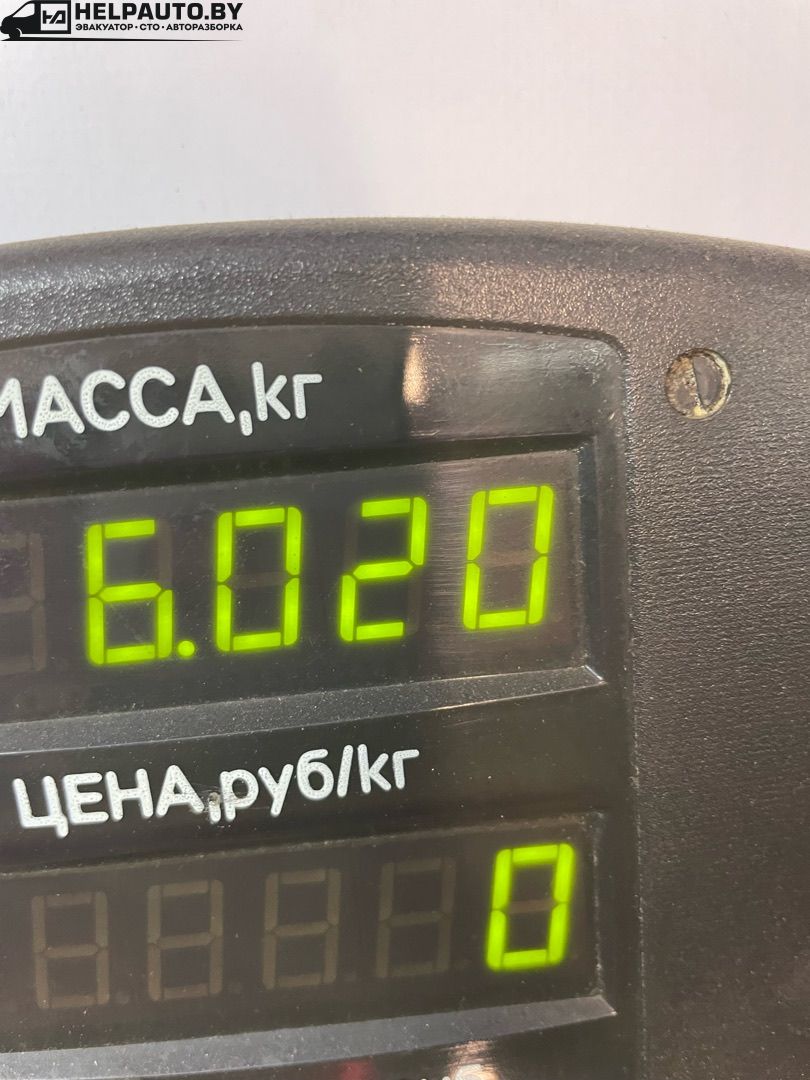 HELPAUTO.BY
ЭВАКУАТОР • СТО • АВТОРАЗБОРКА
МАССА,кг
6.020
ЦЕНА,руб/кг
0